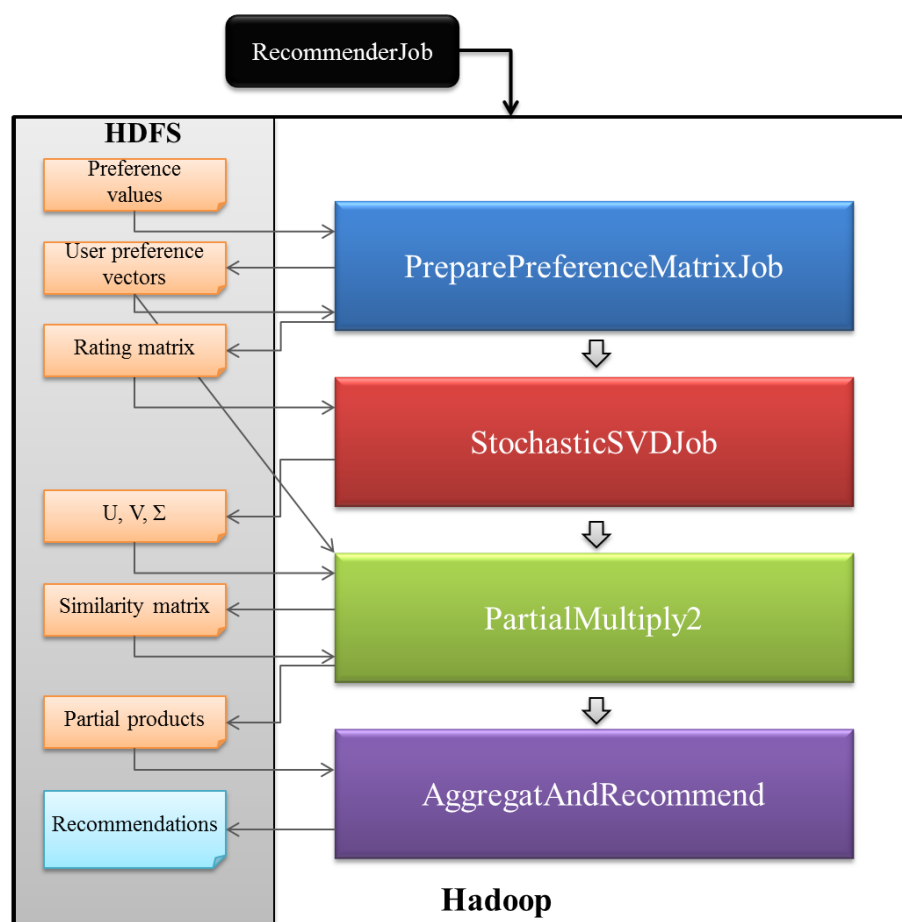 RecommenderJob
HDFS
Preference
values
User preference
vectors
Rating matrix
U, V, Σ
Similarity matrix
Partial products
Recommendations
PreparePreferenceMatrixJob
StochasticSVDJob
PartialMultiply2
AggregatAndRecommend
Hadoop